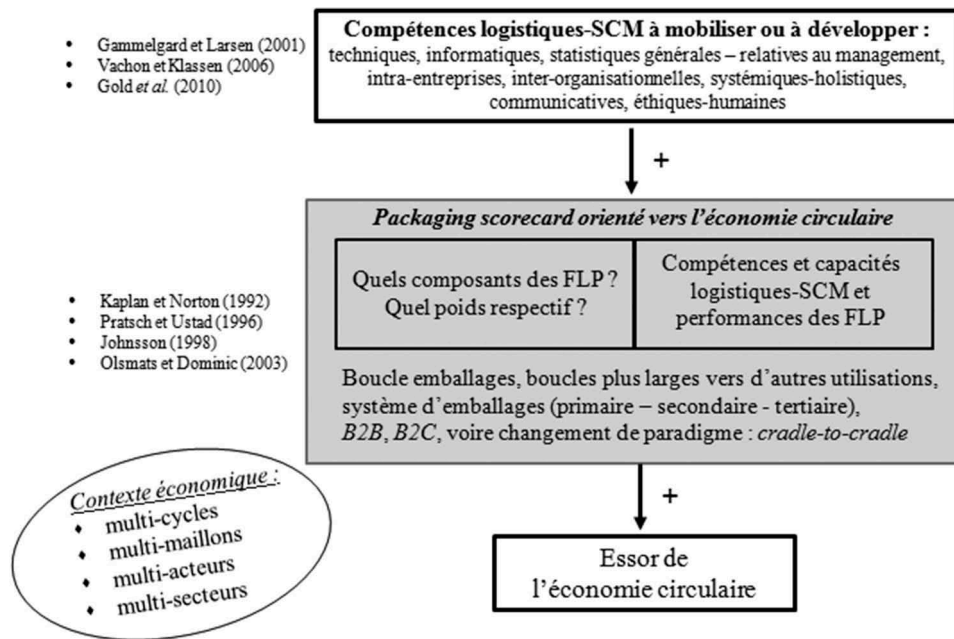 • Gammelgard et Larsen (2001)
• Vachon et Klassen (2006)
• Gold et al. (2010)
Compétences logistiques-SCM à mobiliser ou à développer :
techniques, informatiques, statistiques générales – relatives au management,
intra-entreprises, inter-organisationnelles, systémiques-holistiques,
communicatives, éthiques-humaines
+
Packaging scorecard orienté vers l’économie circulaire
Quels composants des FLP ?
Quel poids respectif ?
Compétences et capacités
logistiques-SCM et
performances des FLP
• Kaplan et Norton (1992)
• Pratsch et Ustad (1996)
• Johnsson (1998)
• Olsmats et Dominic (2003)
Boucle emballages, boucles plus larges vers d’autres utilisations,
système d’emballages (primaire – secondaire - tertiaire),
B2B, B2C, voire changement de paradigme : cradle-to-cradle
+
Contexte économique :
♦ multi-cycles
♦ multi-maillons
♦ multi-acteurs
♦ multi-secteurs
Essor de
l’économie circulaire